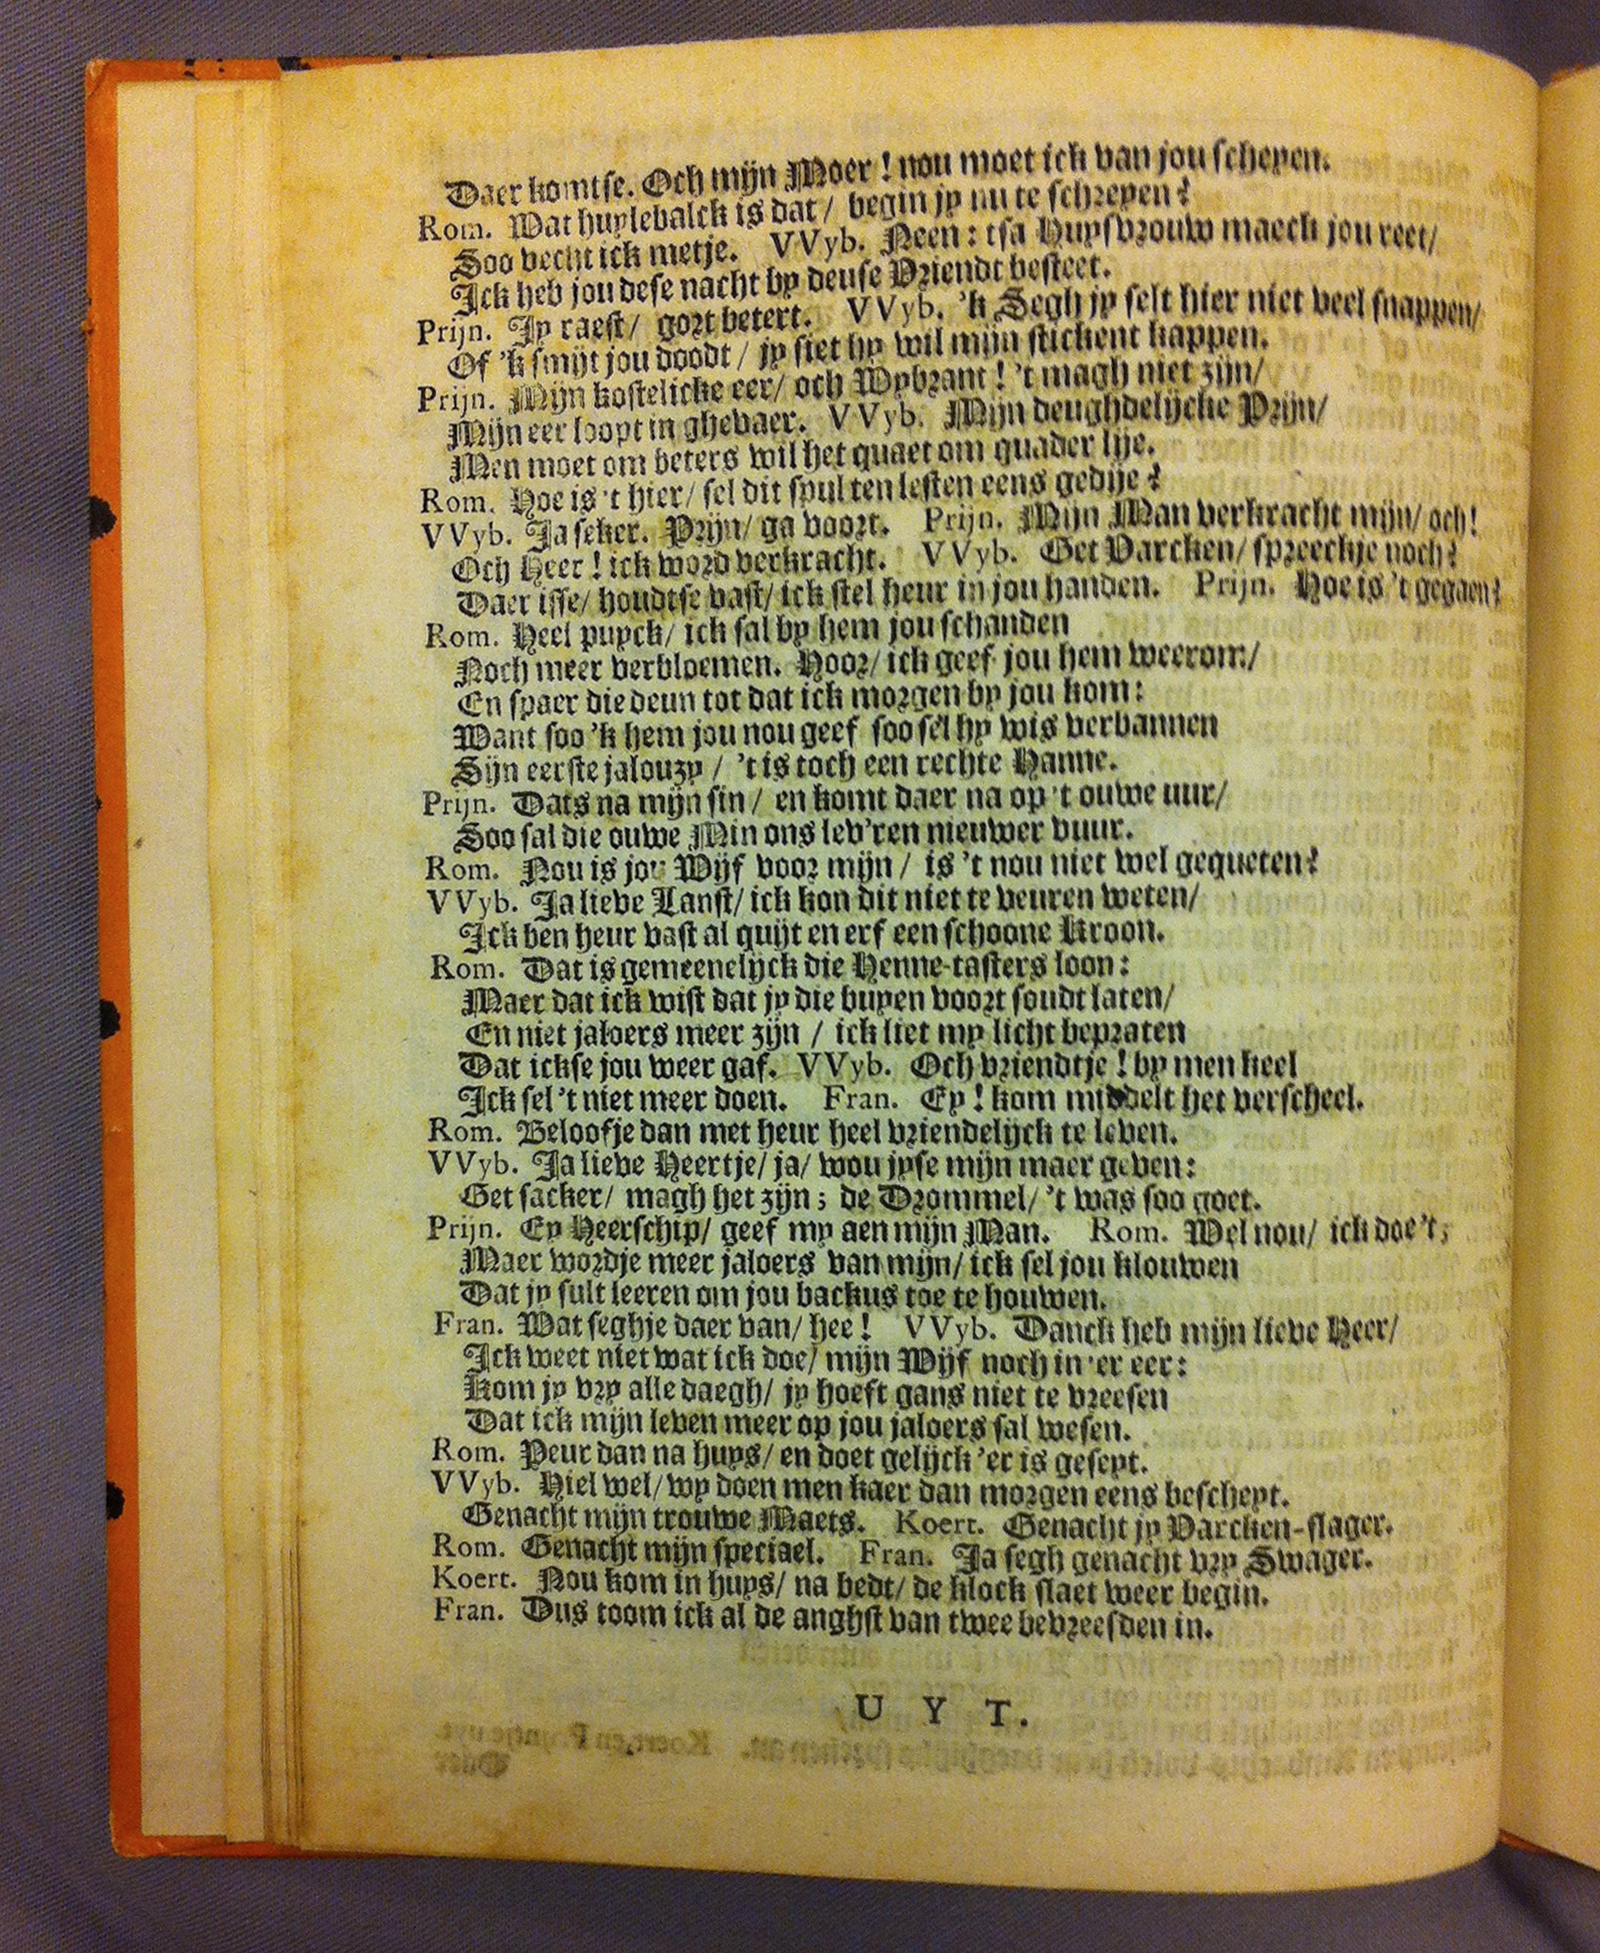 Daer komtse. Och mijn Moer! nou moet ick van jou scheyen.
Rom. Wat huylebalck is dat/ begin jy nu te schreyen?
Soo vecht ick metje. VVyb. Neen: tsa Huysvrouw maeck jou reet/
Ick heb jou dese nacht by deuse Vriendt besteet.
Prijn. Jy raest/ gort betert. VVyb. 'k Segh jy selt hier niet veel snappen/
Of 'k smijt jou doodt/ jy siet hy wil mijn stickent kappen.
Prijn. Mijn kostelicke eer/ och Wybrant! 't magh niet zijn/
Mijn eer loopt in ghevaer. VVyb. Mijn deughdelijcke Prijn/
Men moet om beters wil het quaet om quader lije.
Rom. Hoe is 't hier/ sel dit spul ten lesten eens gedije?
VVyb. Ja seker. Prijn/ ga voort. Prijn. Mijn Man verkracht mijn/ och!
Och Heer! ick word verkracht. VVyb. Get Varcken/ spreeckje noch?
Daer isse/ houdtse vast/ ick stel heur in jou handen. Prijn. Hoe is 't gegaen?
Rom. Heel puyck/ ick sal by hem jou schanden
Noch meer verbloemen. Hoor/ ick geef jou hem weerom/
En spaer die deun tot dat ick morgen by jou kom:
Want soo 'k hem jou nou geef soo sel hy wis verbannen
Sijn eerste jalouzy/ 't is toch een rechte Hanne.
Prijn. Dats na mijn sin/ en komt daer na op 't ouwe uur/
Soo sal die ouwe Min ons lev'ren nieuwer vuur.
Rom. Nou is jou Wijf voor mijn/ is 't nou niet wel gequeten?
VVyb. Ja lieve Lanst/ ick kon dit niet te veuren weten/
Ick ben heur vast al quijt en erf een schoone Kroon.
Rom. Dat is gemeenelijck die Henne-tasters loon:
Maer dat ick wist dat jy die buyen voort soudt laten/
En niet jaloers meer zijn/ ick liet my licht bepraten
Dat ickse jou weer gaf. VVyb. Och vriendtje! by men keel
Ick sel 't niet meer doen. Fran. Ey! kom middelt het verscheel.
Rom. Beloofje dan met heur heel vriendelijck te leven.
VVyb. Ja lieve Heertje/ ja/ wou jyse mijn maer geven:
Get sacker/ magh het zijn; de Drommel/ 't was soo goet.
Prijn. Ey Heerschip/ geef my aen mijn Man. Rom. Wel nou/ ick doe 't;
Maer wordje meer jaloers van mijn/ ick sel jou klouwen
Dat jy sult leeren om jou backus toe te houwen.
Fran. Wat seghje daer van/ hee! VVyb. Danck heb mijn lieve Heer/
Ick weet niet wat ick doe/ mijn Wijf noch in 'er eer:
Kom jy vry alle daegh/ jy hoeft gans niet te vreesen
Dat ick mijn leven meer op jou jaloers sal wesen.
Rom. Peur dan na huys/ en doet gelijck 'er is geseyt.
VVyb. Hiel wel/ wy doen men kaer dan morgen eens bescheyt.
Genacht mijn trouwe Maets. Koert. Genacht jy Varcken-slager.
Rom. Genacht mijn speciael. Fran. Ja segh genacht vry Swager.
Koert. Nou kom in huys/ na bedt/ de klock slaet weer begin.
Fran. Dus toom ick al de anghst van twee bevreesden in.
UYT.